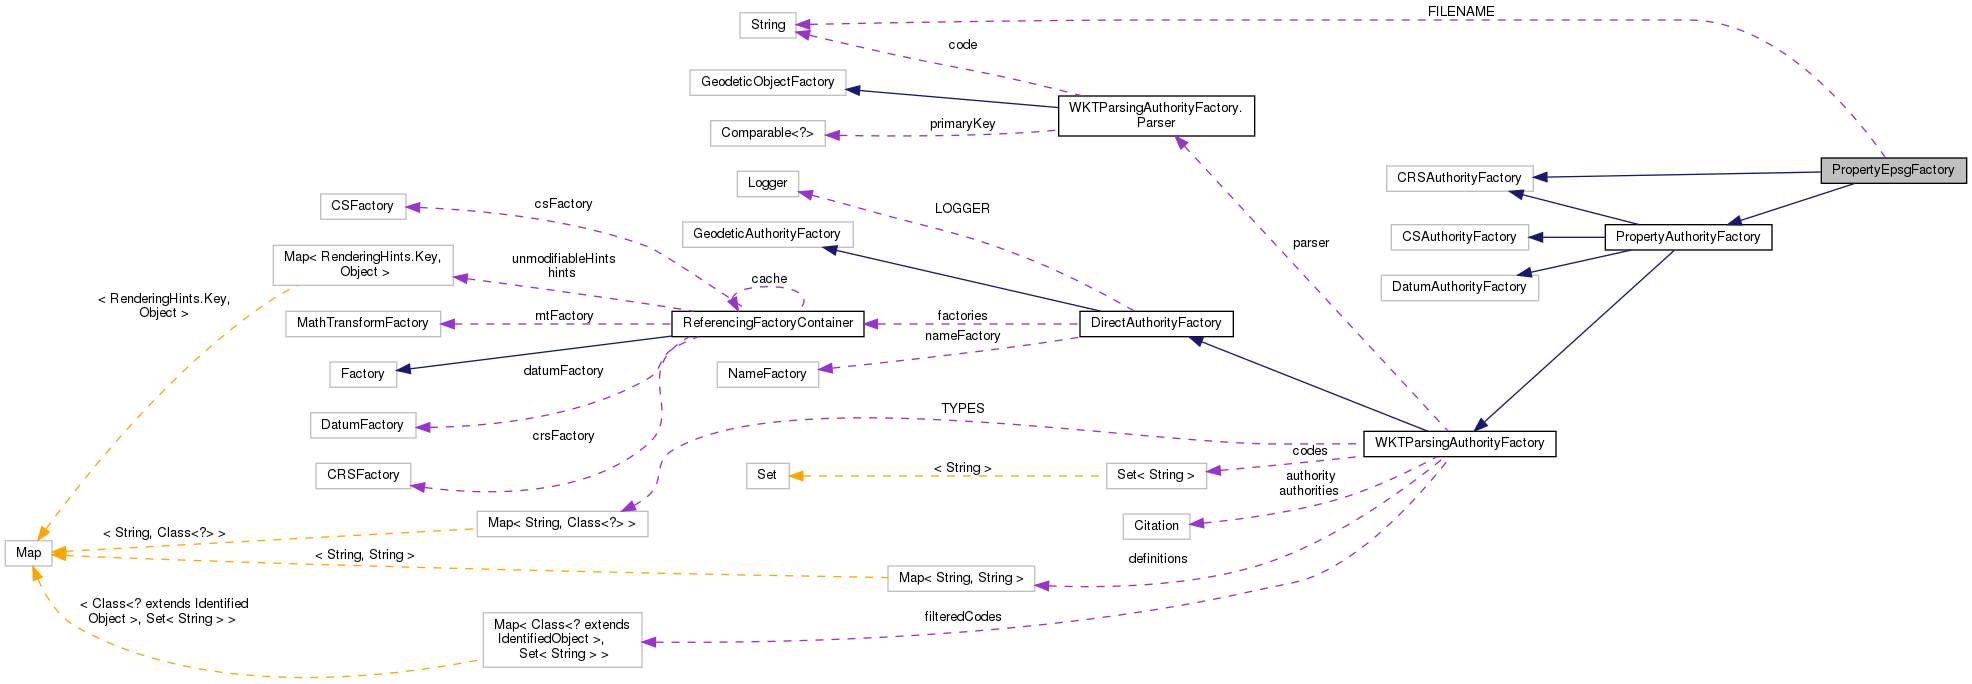 FILENAME
String
code
GeodeticObjectFactory
WKTParsingAuthorityFactory.
Parser
primaryKey
Comparable<?>
PropertyEpsgFactory
CRSAuthorityFactory
Logger
CSFactory
csFactory
LOGGER
GeodeticAuthorityFactory
parser
CSAuthorityFactory
PropertyAuthorityFactory
Map< RenderingHints.Key,
Object >
unmodifiableHints
hints
cache
DatumAuthorityFactory
< RenderingHints.Key,
Object >
MathTransformFactory
mtFactory
ReferencingFactoryContainer
factories
DirectAuthorityFactory
nameFactory
Factory
datumFactory
NameFactory
TYPES
DatumFactory
crsFactory
WKTParsingAuthorityFactory
codes
CRSFactory
Set
< String >
Set< String >
authority
authorities
Map< String, Class<?> >
Citation
< String, Class<?> >
Map
< String, String >
definitions
Map< String, String >
< Class<? extends Identified
Object >, Set< String > >
filteredCodes
Map< Class<? extends
IdentifiedObject >,
Set< String > >